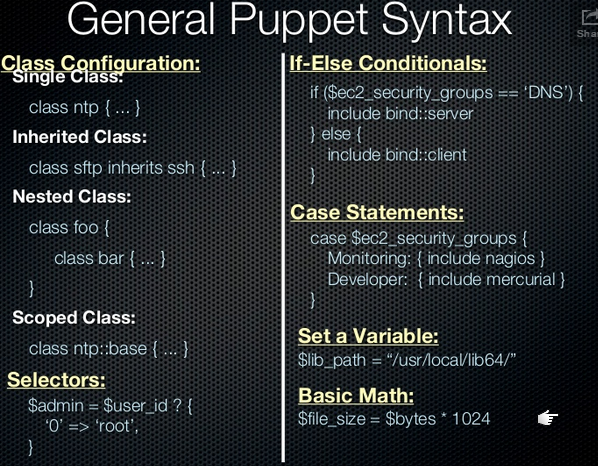 General Puppet Syntax
Class Configuration:
Single Class:
class ntp { ... }
Inherited Class:
class sftp inherits ssh { ... }
Nested Class:
class foo {
class bar { ... }
}
Scoped Class:
class ntp::base { ... }
Selectors:
$admin = $user_id ? {
‘0’ => ‘root’,
}
If-Else Conditionals:
if ($ec2_security_groups == ‘DNS’) {
include bind::server
} else {
include bind::client
}
Case Statements:
case $ec2_security_groups {
Monitoring: { include nagios }
Developer: { include mercurial }
}
Set a Variable:
$lib_path = “/usr/local/lib64/”
Basic Math:
$file_size = $bytes * 1024